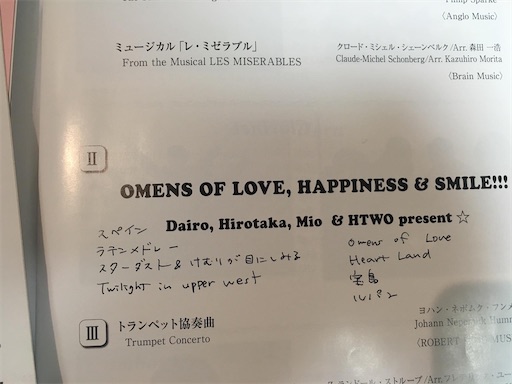 Philip Sparke
〈Anglo Music〉
ミュージカル「レ・ミゼラブル」
From the Musical LES MISERABLES
クロード・ミシェル・シェーンベルク/Arr. 森田 一浩
Claude-Michel Schonberg/Arr. Kazuhiro Morita
〈Brain Music〉
II
OMENS OF LOVE, HAPPINESS & SMILE!!!
Dairo, Hirotaka, Mio & HTWO present ☆
スペイン
ラテンメドレー
スターダスト & けむりが目にしみる
Twilight in upper west
Omens of Love
Heart Land
宝島
ルパン
III
トランペット協奏曲
Trumpet Concerto
ヨハン・ネポムク・フンメ
Johann Nepomuk Humm
〈ROBERT KING MUS